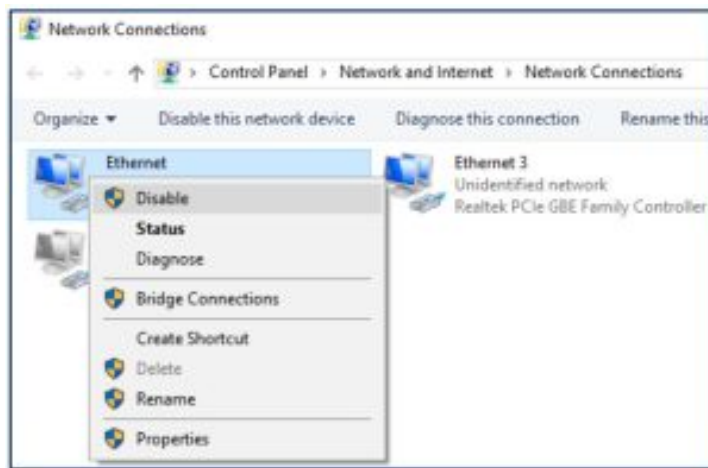 Network Connections
Control Panel > Network and Internet > Network Connections
Organize Disable this network device Diagnose this connection Rename this
Ethernet
Ethernet 3
Unidentified network
Realtek PCIe GBE Family Controller
Disable
Status
Diagnose
Bridge Connections
Create Shortcut
Delete
Rename
Properties